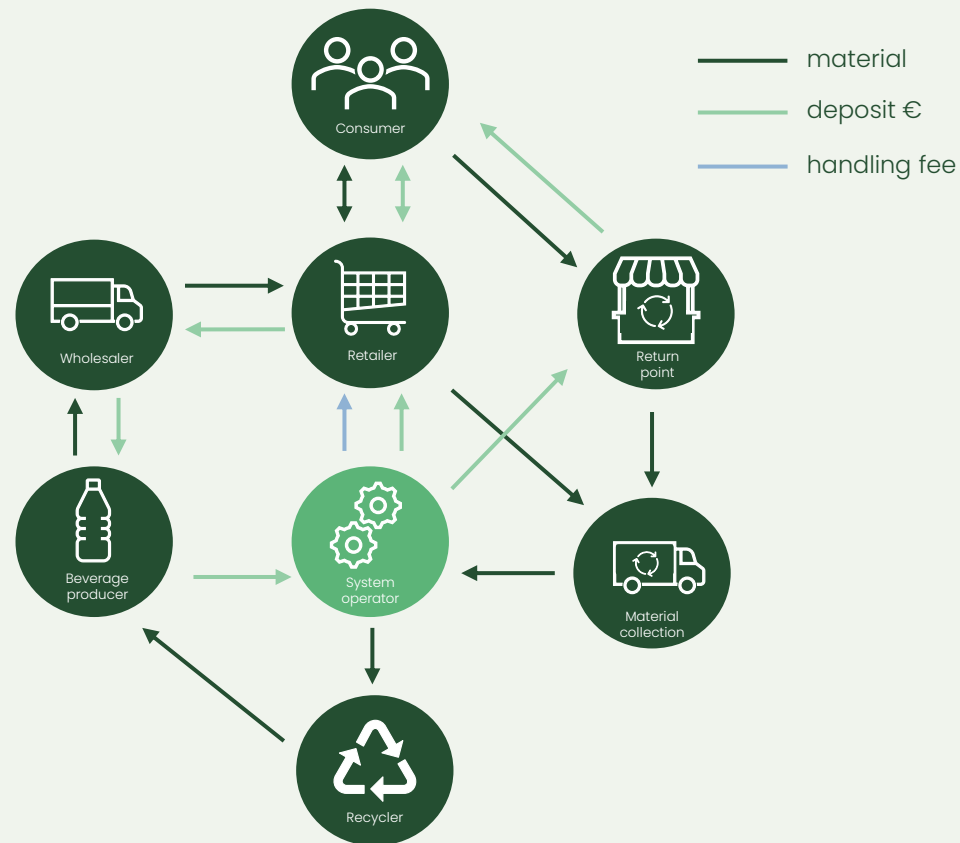 material
deposit €
handling fee
Consumer
Wholesaler
Retailer
Return
point
Beverage
producer
System
operator
Material
collection
Recycler